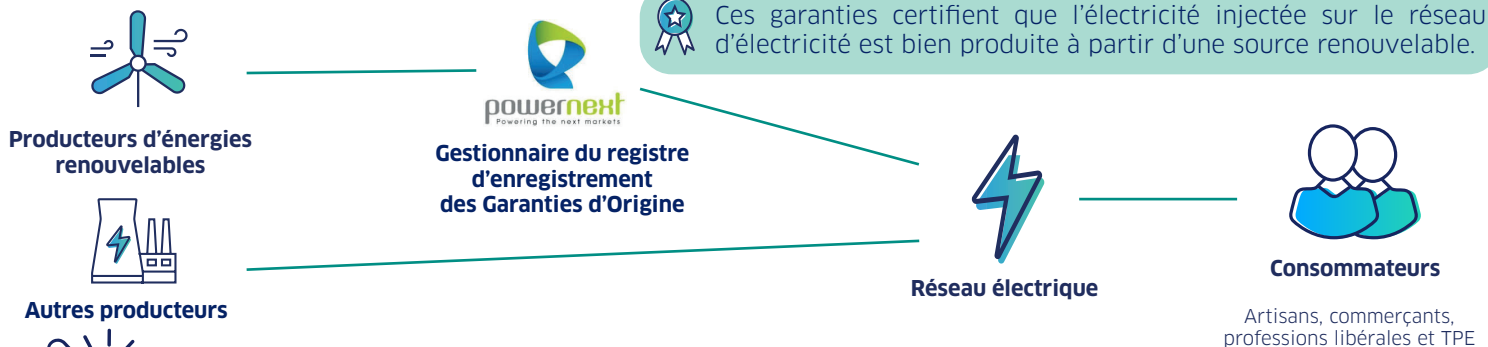 Ces garanties certifient que l'électricité injectée sur le réseau
d'électricité est bien produite à partir d'une source renouvelable.
powernext
Powering the next markets
Producteurs d'énergies
renouvelables
Gestionnaire du registre
d'enregistrement
des Garanties d'Origine
Réseau électrique
Consommateurs
Artisans, commerçants,
professions libérales et TPE
Autres producteurs